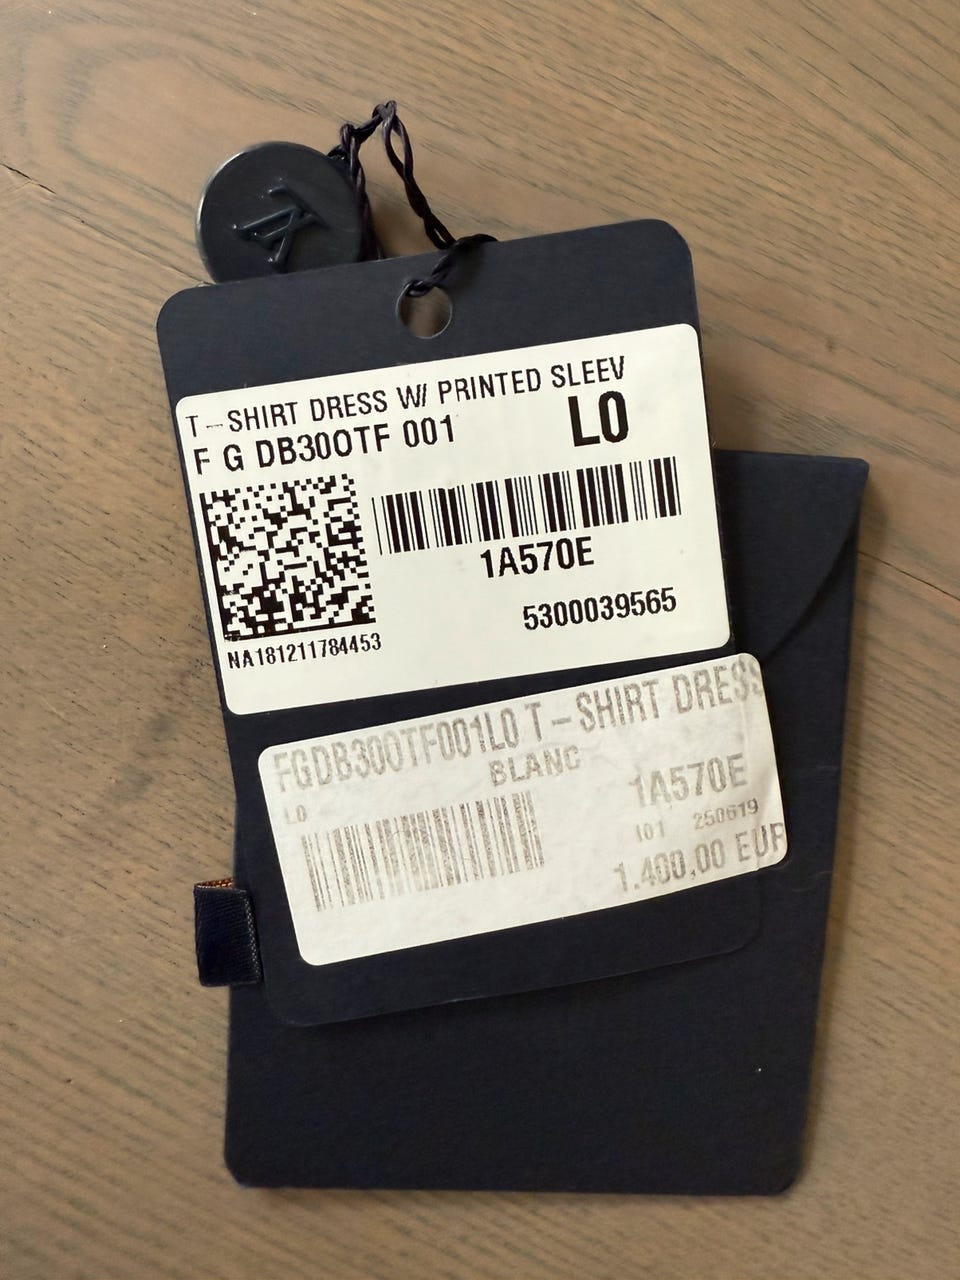 LV
T-SHIRT DRESS W/ PRINTED SLEEV
F G DB30OTF 001
L0
1A570E
5300039565
NA181211784453
FGDB30OTF001L0 T-SHIRT DRESS
BLANC
L0
1A570E
101 250619
1.400,00 EUR